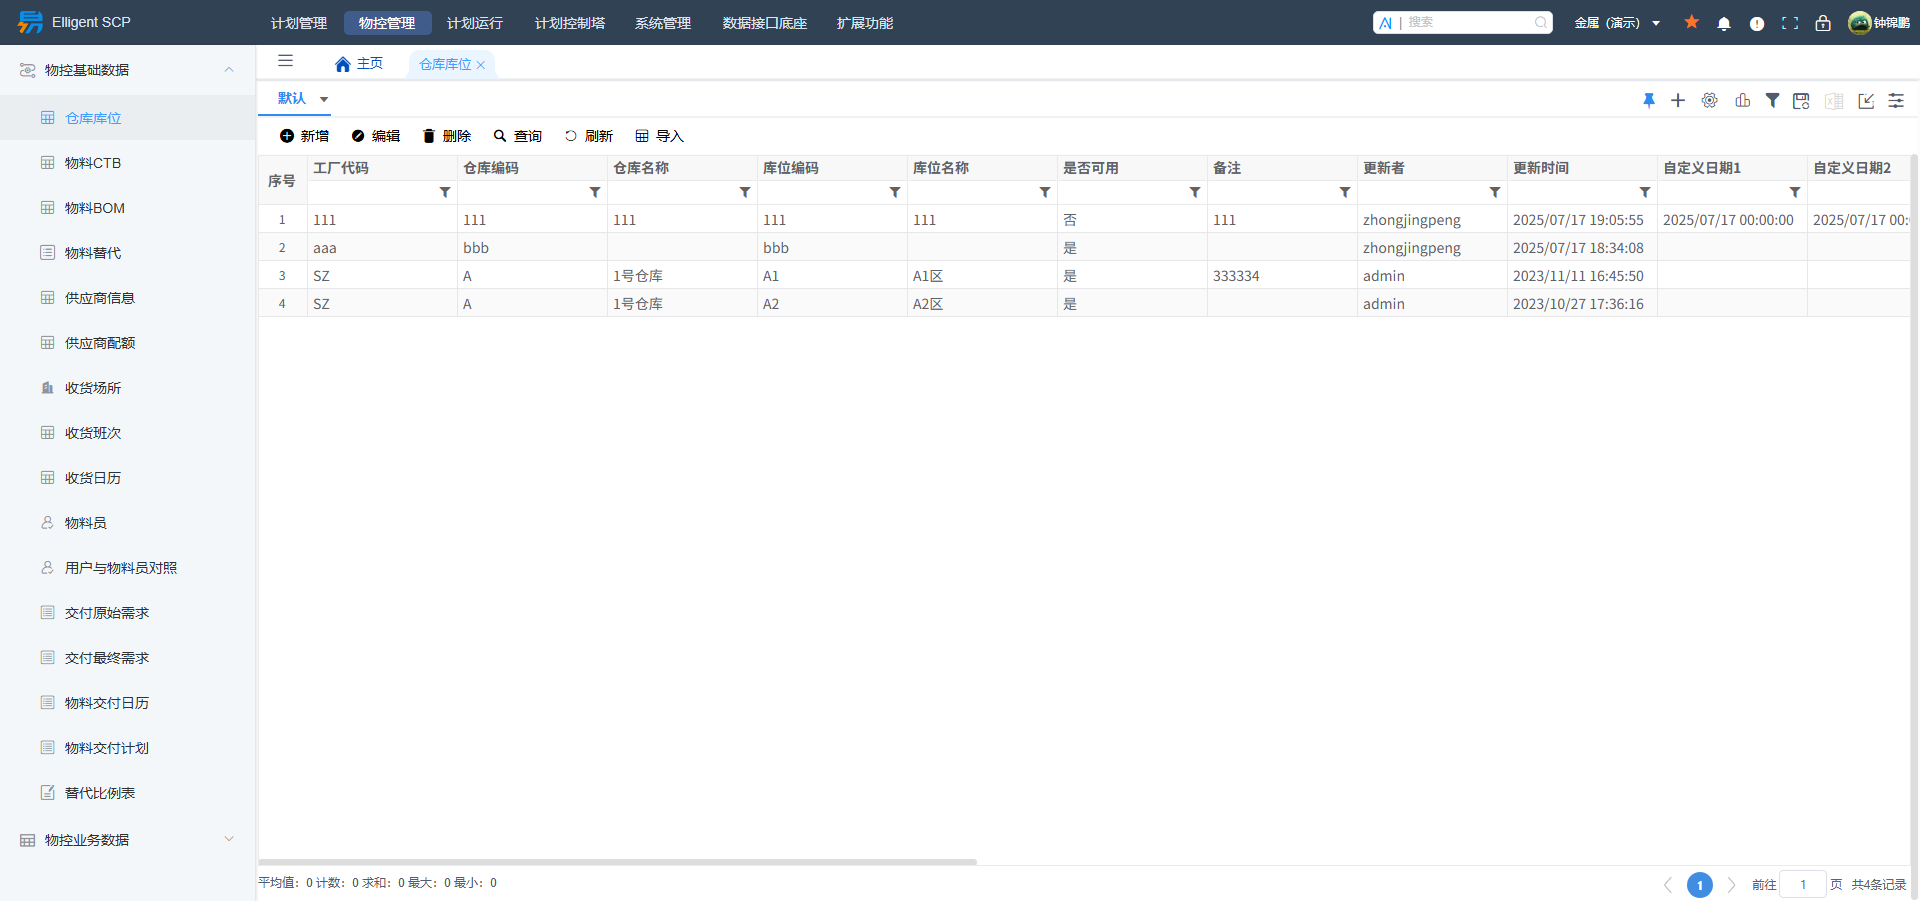 Elligent SCP 计划管理 物控管理 计划运行 计划控制塔 系统管理 数据接口底座 扩展功能 AI | 搜索 金属（演示） 钟锦鹏
物控基础数据
仓库库位
物料CTB
物料BOM
物料替代
供应商信息
供应商配额
收货场所
收货班次
收货日历
物料员
用户与物料员对照
交付原始需求
交付最终需求
物料交付日历
物料交付计划
替代比例表
物控业务数据
主页 仓库库位
默认
新增 编辑 删除 查询 刷新 导入
序号 工厂代码 仓库编码 仓库名称 库位编码 库位名称 是否可用 备注 更新者 更新时间 自定义日期1 自定义日期2
1 111 111 111 111 111 否 111 zhongjingpeng 2025/07/17 19:05:55 2025/07/17 00:00:00 2025/07/17 00:
2 aaa bbb bbb 是 zhongjingpeng 2025/07/17 18:34:08
3 SZ A 1号仓库 A1 A1区 是 333334 admin 2023/11/11 16:45:50
4 SZ A 1号仓库 A2 A2区 是 admin 2023/10/27 17:36:16
平均值：0 计数：0 求和：0 最大：0 最小：0
1 前往 1 页 共4条记录